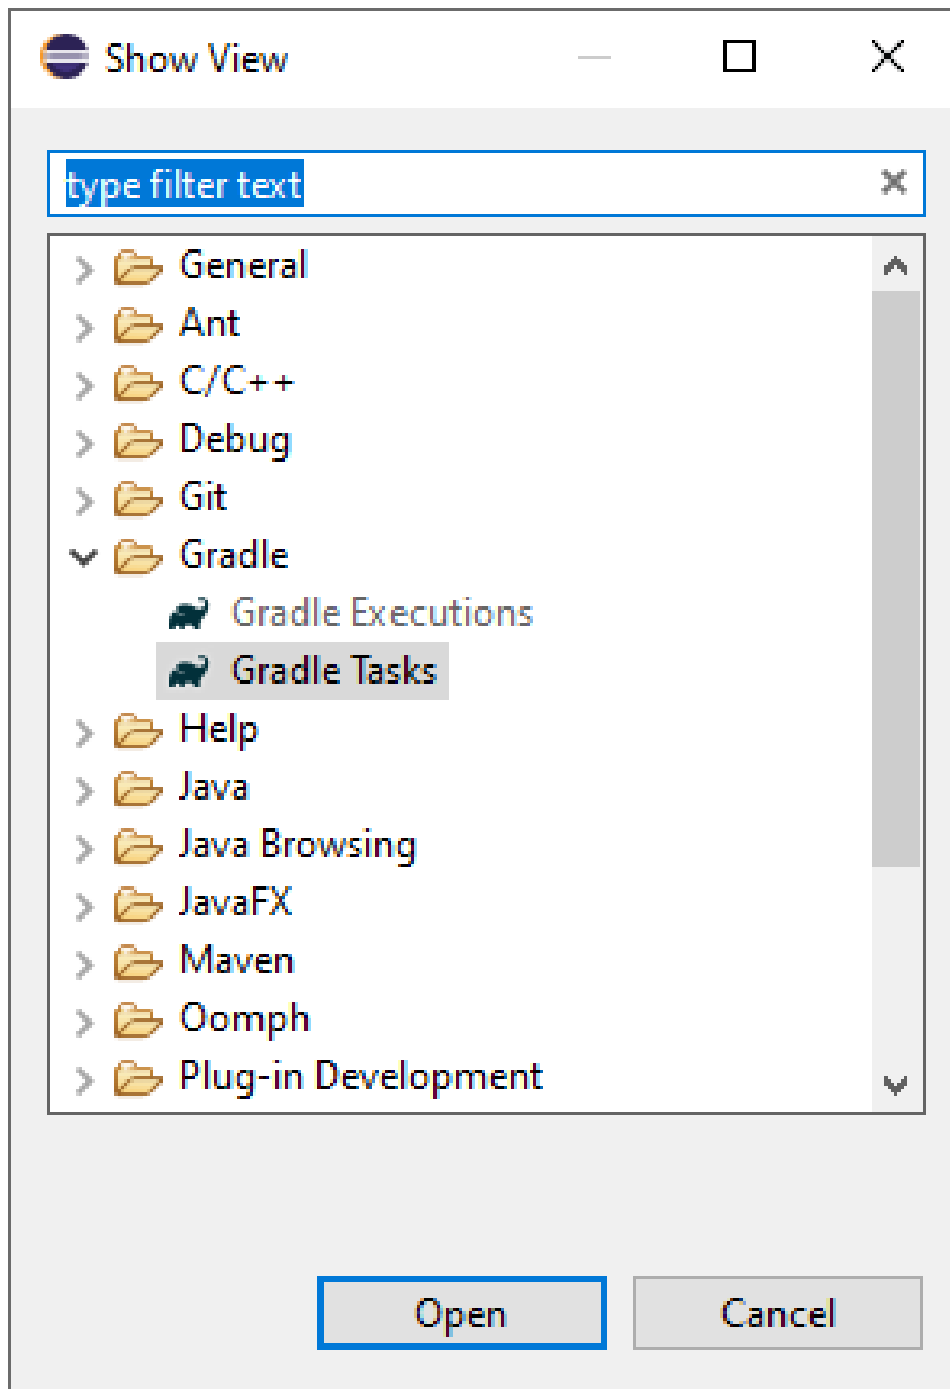 Show View
type filter text
General
Ant
C/C++
Debug
Git
Gradle
Gradle Executions
Gradle Tasks
Help
Java
Java Browsing
JavaFX
Maven
Oomph
Plug-in Development
Open Cancel